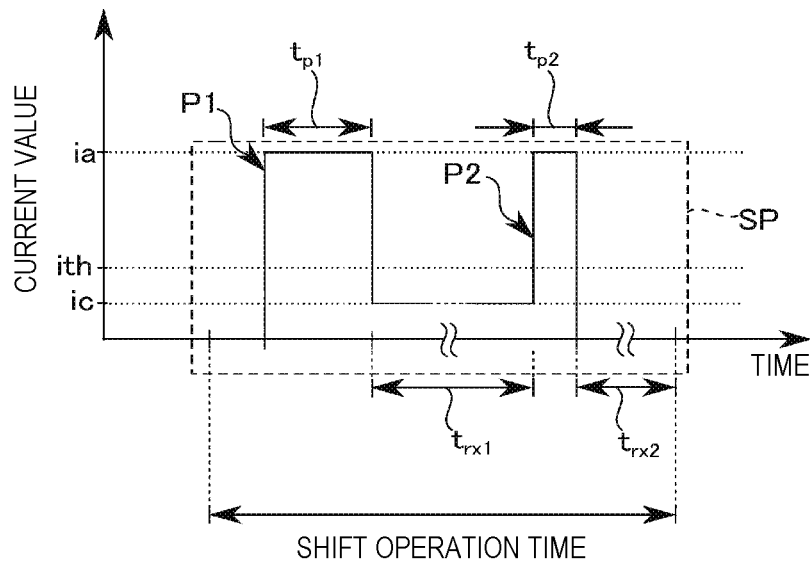 t_p1
t_p2
P1
ia
P2
SP
CURRENT VALUE
ith
ic
TIME
t_rx1
t_rx2
SHIFT OPERATION TIME